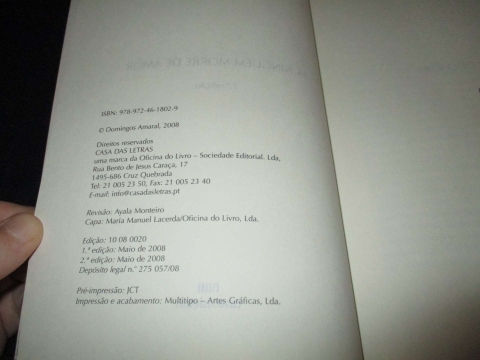 ISBN: 978-972-46-1802-9
© Domingos Amaral, 2008
Direitos reservados
CASA DAS LETRAS
uma marca da Oficina do Livro – Sociedade Editorial. Lda,
Rua Bento de Jesus Caraça, 17
1495-686 Cruz Quebrada
Tel: 21 005 23 50, Fax: 21 005 23 40
E-mail: info@casadasletras.pt
Revisão: Ayala Monteiro
Capa: Maria Manuel Lacerda/Oficina do Livro, Lda.
Edição: 10 08 0020
1.ª edição: Maio de 2008
2.ª edição: Maio de 2008
Depósito legal n.º 275 057/08
Pré-impressão: JCT
Impressão e acabamento: Multitipo – Artes Gráficas, Lda.